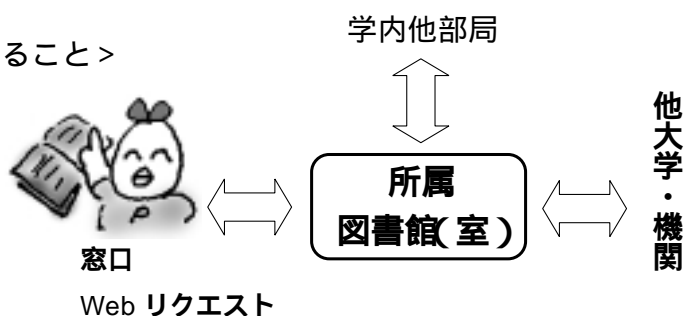 学内他部局
ること>
所属
図書館(室)
他大学・機関
窓口
Web リクエスト